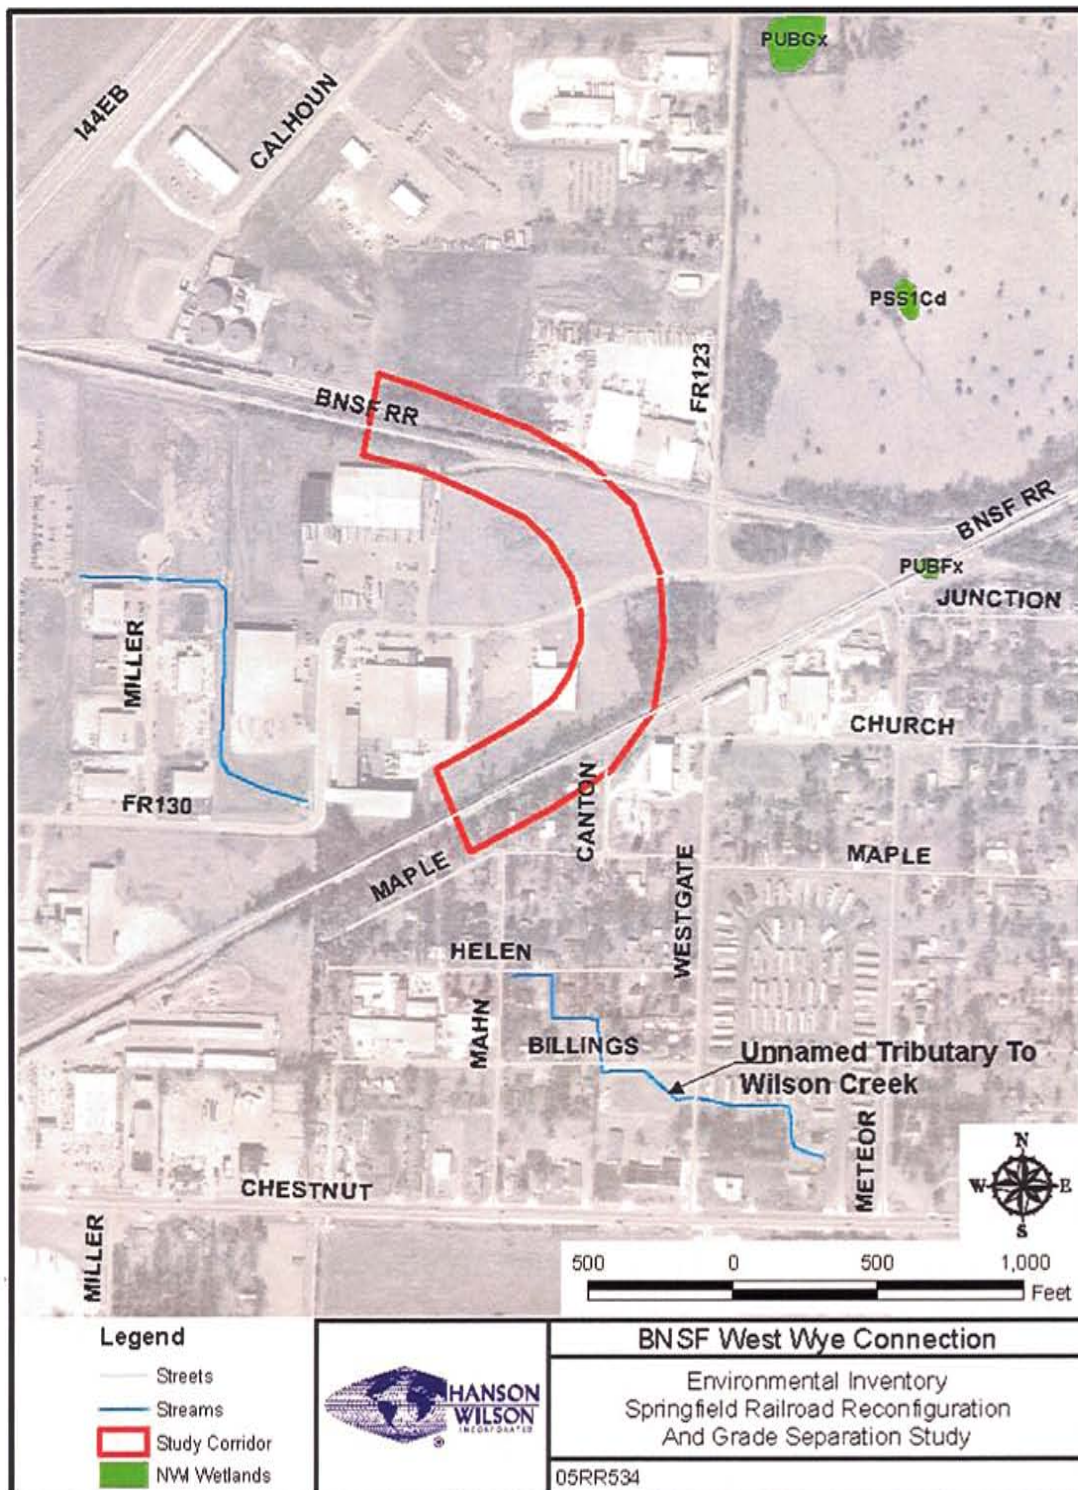 PUBGx
I44EB
CALHOUN
PSS1Cd
FR123
BNSF RR
BNSF RR
PUBFx
JUNCTION
MILLER
CHURCH
FR130
CANTON
MAPLE
MAPLE
WESTGATE
HELEN
MAHN
BILLINGS
Unnamed Tributary To
Wilson Creek
METEOR
CHESTNUT
MILLER
N
W
E
S
500 0 500 1,000
Feet
Legend
Streets
Streams
Study Corridor
NWI Wetlands
HANSON
WILSON
INCORPORATED
®
BNSF West Wye Connection
Environmental Inventory
Springfield Railroad Reconfiguration
And Grade Separation Study
05RR534